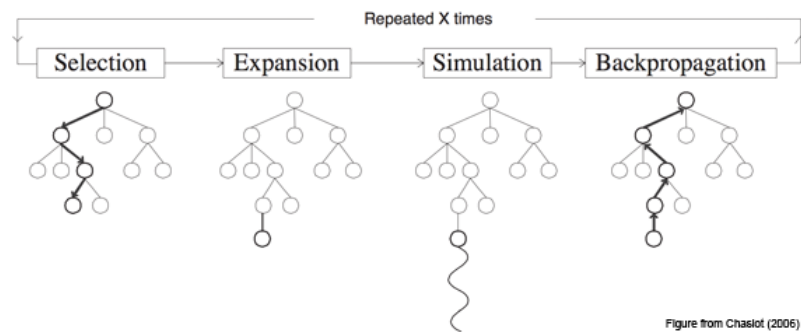 Repeated X times
Selection
Expansion
Simulation
Backpropagation
Figure from Chaslot (2006)